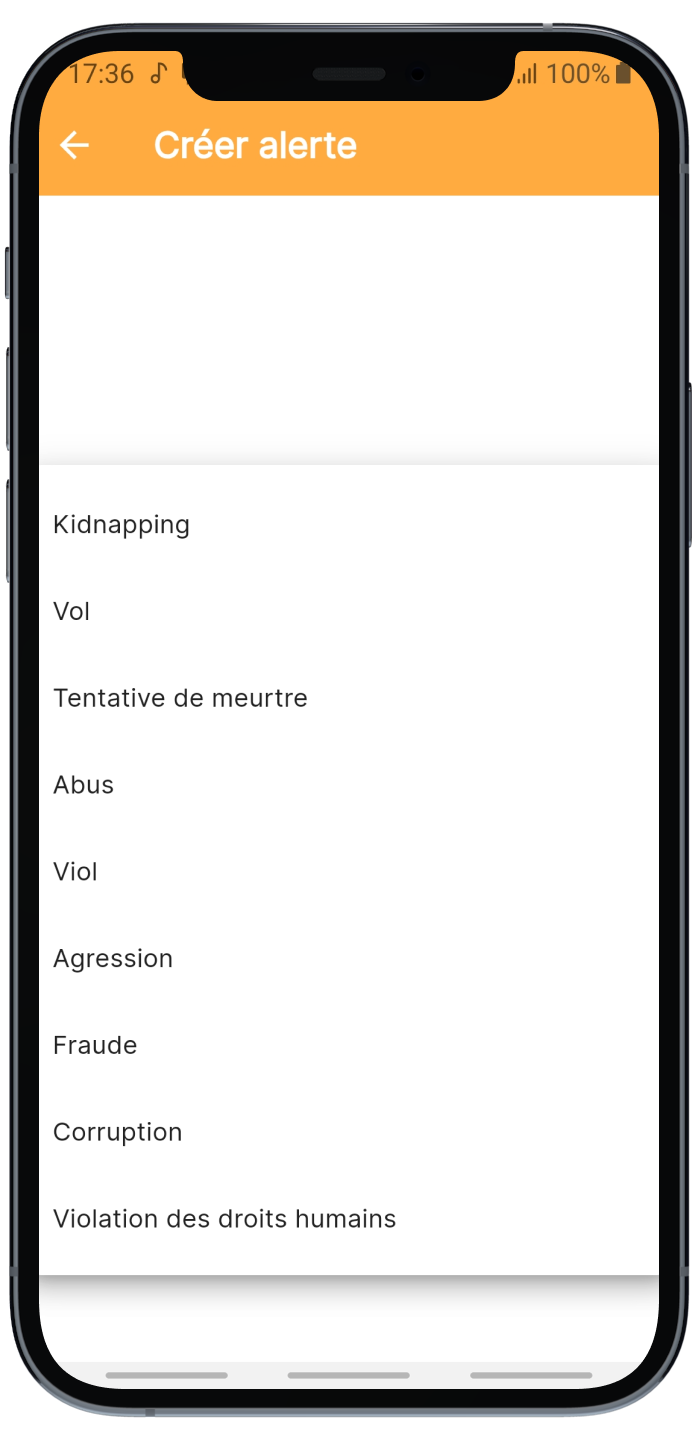 17:36 100%
Créer alerte
Kidnapping
Vol
Tentative de meurtre
Abus
Viol
Agression
Fraude
Corruption
Violation des droits humains